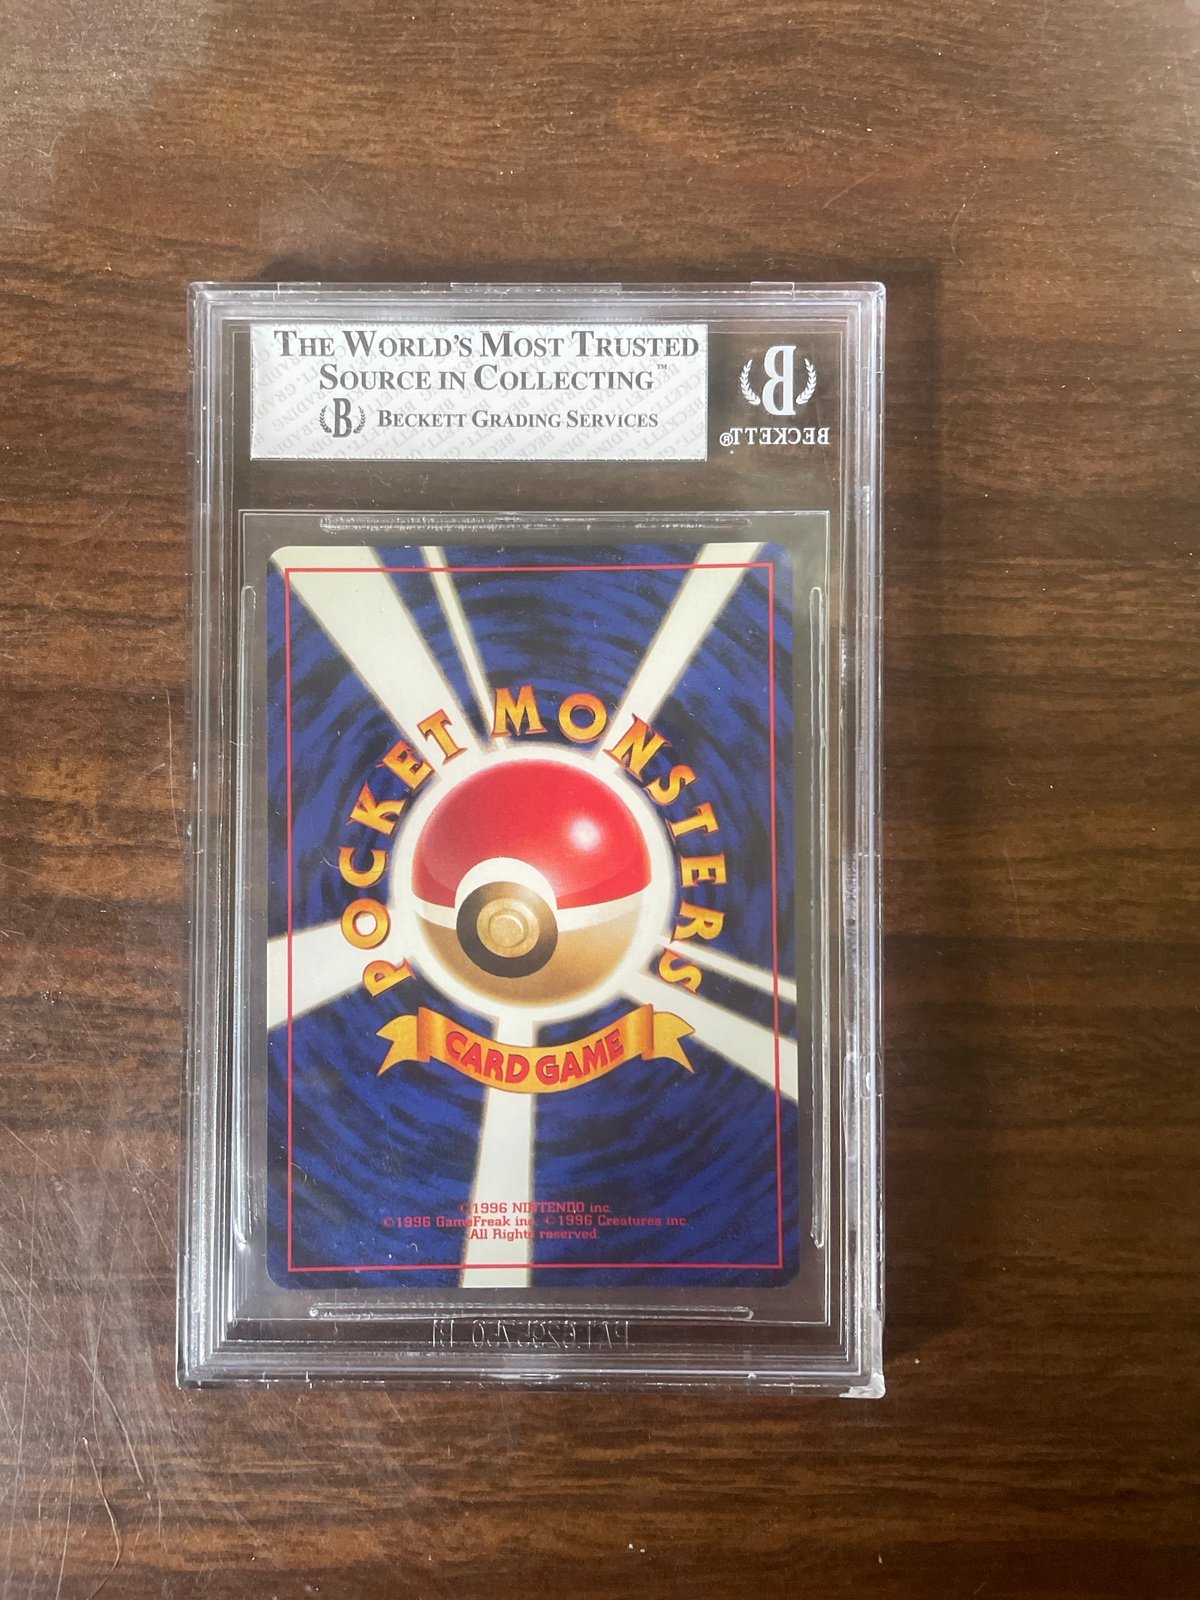 THE WORLD'S MOST TRUSTED
SOURCE IN COLLECTING™
B BECKETT GRADING SERVICES
B
BECKETT®
POCKET MONSTERS
CARD GAME
©1996 NINTENDO inc.
©1996 GameFreak inc. ©1996 Creatures inc
All Rights reserved.